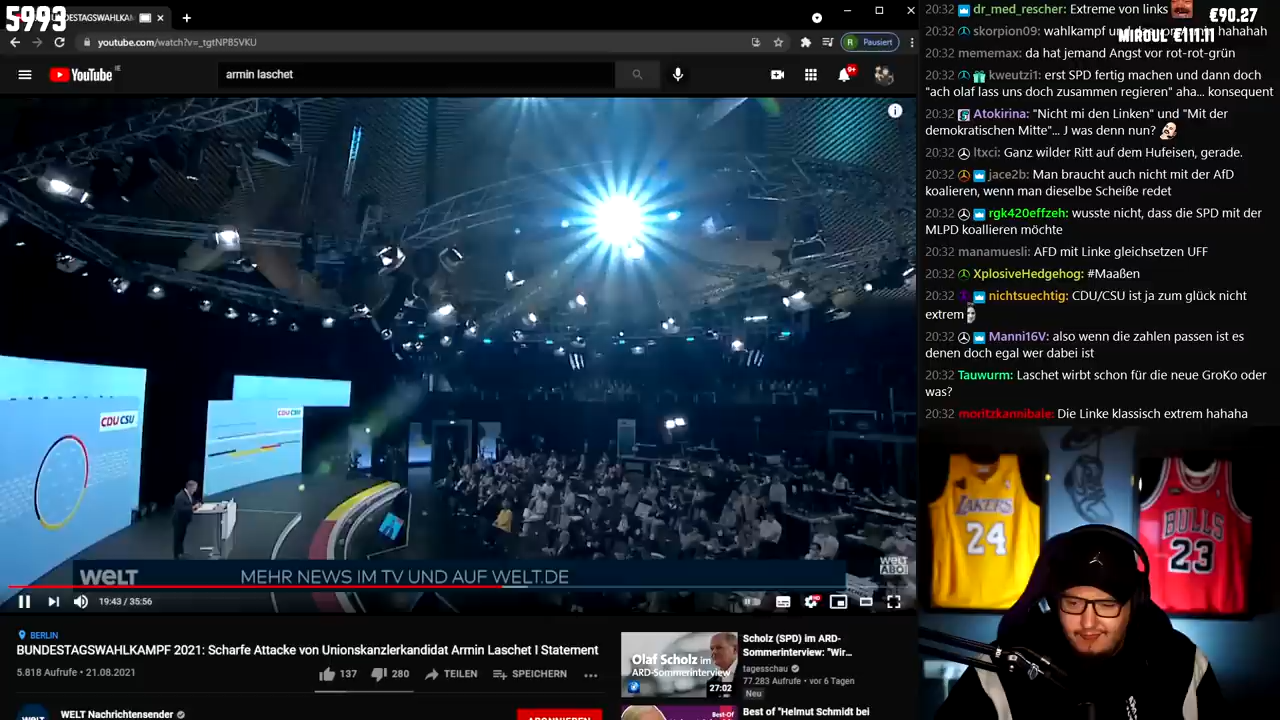 5993
BUNDESTAGSWAHLKAM
youtube.com/watch?v=_tgtNPBSVKU
R Pausiert
YouTube IE
armin laschet
9+
CDU CSU
CDU CSU
welt
MEHR NEWS IM TV UND AUF WELT.DE
WELT
ABO
19:43 / 35:56
HD
BERLIN
BUNDESTAGSWAHLKAMPF 2021: Scharfe Attacke von Unionskanzlerkandidat Armin Laschet I Statement
5.818 Aufrufe • 21.08.2021
137
280
TEILEN
SPEICHERN
welt
WELT Nachrichtensender
ABONNIEREN
Olaf Scholz im
ARD-Sommerinterview
27:02
Scholz (SPD) im ARD-
Sommerinterview: "Wir...
tagesschau
77.283 Aufrufe • vor 6 Tagen
Neu
Best-Of
Best of "Helmut Schmidt bei
€90.27
MIROUL €111.11
20:32 dr_med_rescher: Extreme von links
20:32 skorpion09: wahlkampf hahahah
20:32 mememax: da hat jemand Angst vor rot-rot-grün
20:32 kweutzi1: erst SPD fertig machen und dann doch
"ach olaf lass uns doch zusammen regieren" aha... konsequent
20:32 Atokirina: "Nicht mi den Linken" und "Mit der
demokratischen Mitte"... J was denn nun?
20:32 ltxci: Ganz wilder Ritt auf dem Hufeisen, gerade.
20:32 jace2b: Man braucht auch nicht mit der AfD
koalieren, wenn man dieselbe Scheiße redet
20:32 rgk420effzeh: wusste nicht, dass die SPD mit der
MLPD koallieren möchte
20:32 manamuesli: AFD mit Linke gleichsetzen UFF
20:32 XplosiveHedgehog: #Maaßen
20:32 nichtsuechtig: CDU/CSU ist ja zum glück nicht
extrem
20:32 Manni16V: also wenn die zahlen passen ist es
denen doch egal wer dabei ist
20:32 Tauwurm: Laschet wirbt schon für die neue GroKo oder
was?
20:32 moritzkannibale: Die Linke klassisch extrem hahaha
LAKERS
24
BULLS
23